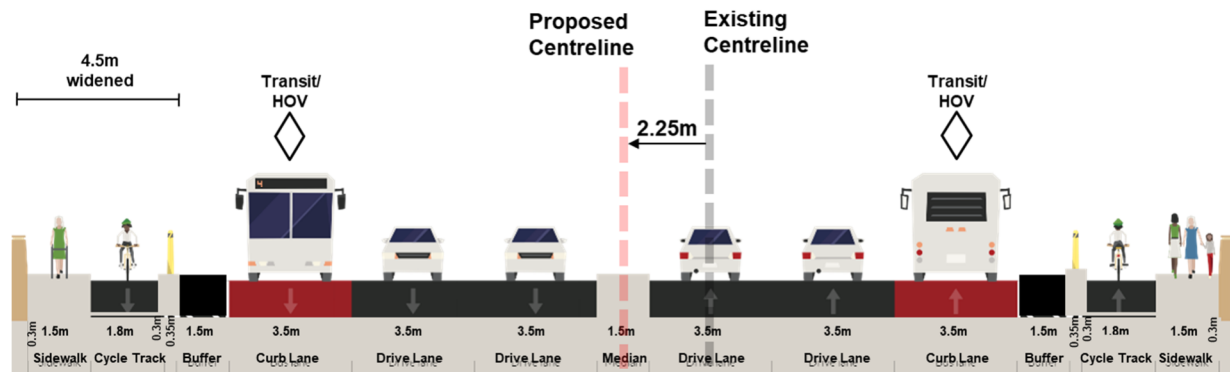 Proposed
Centreline
Existing
Centreline
4.5m
widened
Transit/
HOV
2.25m
Transit/
HOV
4
0.3m
1.5m
1.8m
0.3m
0.35m
1.5m
3.5m
3.5m
3.5m
1.5m
3.5m
3.5m
3.5m
1.5m
0.35m
0.3m
1.8m
1.5m
0.3m
Sidewalk
Cycle Track
Buffer
Curb Lane
Drive Lane
Drive Lane
Median
Drive Lane
Drive Lane
Curb Lane
Buffer
Cycle Track
Sidewalk